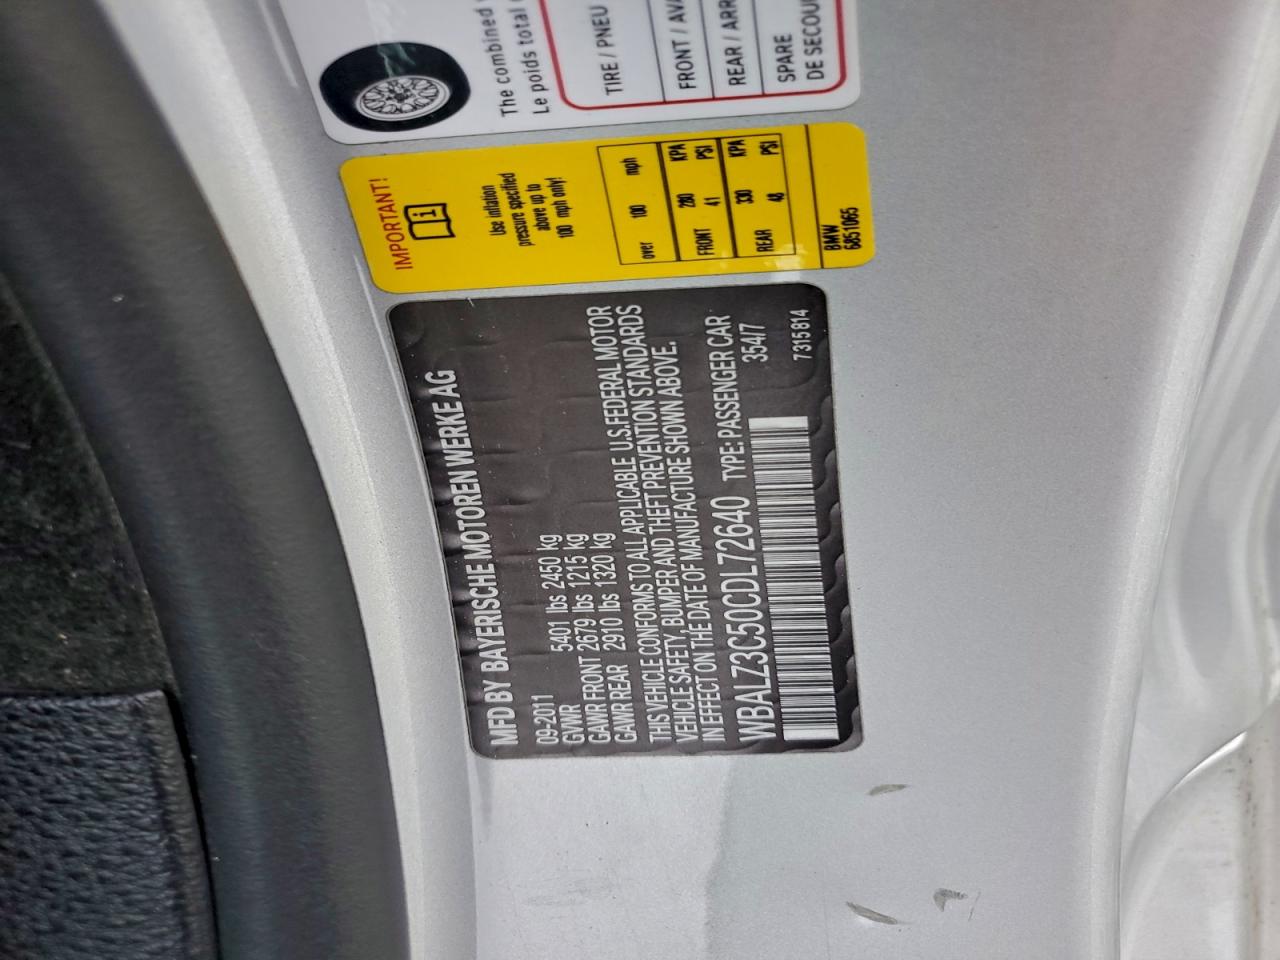 The combined
Le poids total
TIRE / PNEU
FRONT / AV
REAR / ARR
SPARE
DE SECOU
IMPORTANT!
Use inflation
pressure specified
above up to
100 mph only!
over 100 mph
FRONT 280 KPA
41 PSI
REAR 330 KPA
48 PSI
BMW
6851065
MFD BY BAYERISCHE MOTOREN WERKE AG
09-2011
GVWR 5401 lbs 2450 kg
GAWR FRONT 2679 lbs 1215 kg
GAWR REAR 2910 lbs 1320 kg
THIS VEHICLE CONFORMS TO ALL APPLICABLE U.S.FEDERAL MOTOR
VEHICLE SAFETY, BUMPER AND THEFT PREVENTION STANDARDS
IN EFFECT ON THE DATE OF MANUFACTURE SHOWN ABOVE.
WBALZ3C50CDL72640 TYPE: PASSENGER CAR
354/7
7315814